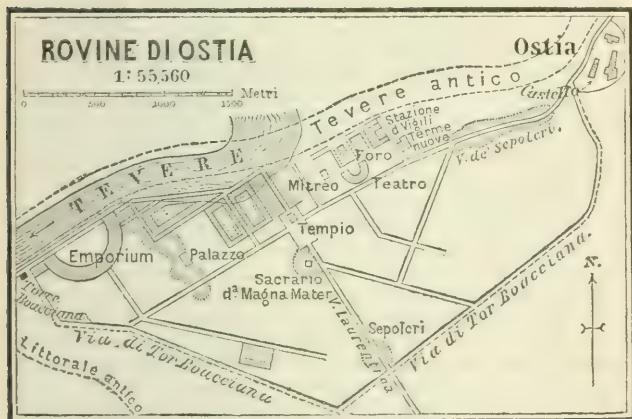 ROVINE DI OSTIA
1:55,560
0 500 1000 1500 Metri
Ostia
Castello
Tevere antico
TEVERE
Stazione
d. Vigili
Terme
nuove
Foro
V. de' Sepolcri.
Mitreo
Teatro
Tempio
Emporium
Palazzo
Sacrario
d.ª Magna Mater
V. Laurentina
Sepolcri
Torre
Boacciana
Via di Tor Boacciana
Via di Tor Boacciana.
Littorale antico
N.